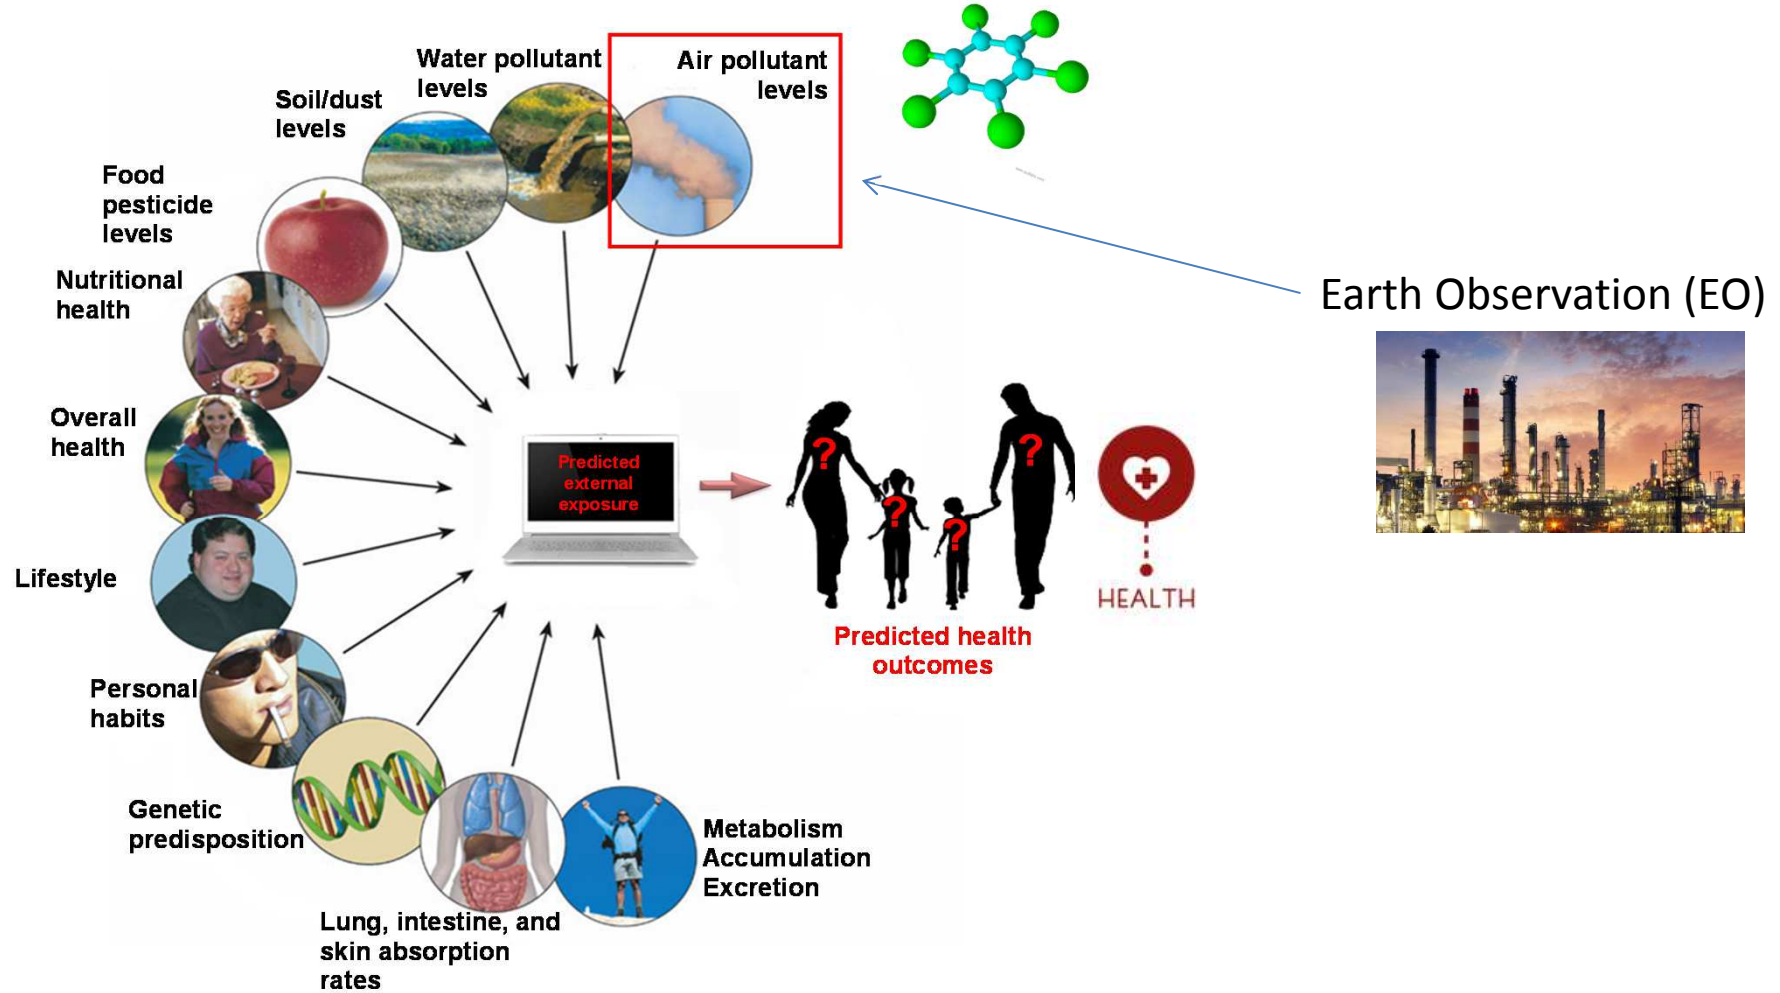 Water pollutant
levels
Air pollutant
levels
Soil/dust
levels
Food
pesticide
levels
Nutritional
health
Overall
health
Lifestyle
Personal
habits
Genetic
predisposition
Lung, intestine, and
skin absorption
rates
Metabolism
Accumulation
Excretion
Predicted
external
exposure
?
?
?
?
Predicted health
outcomes
HEALTH
Earth Observation (EO)